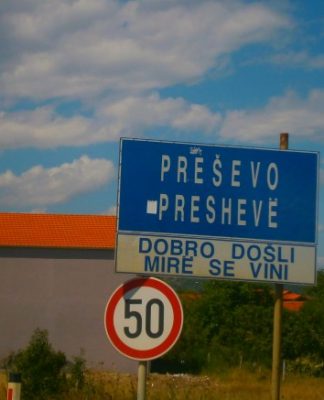 PREŠEVO
PRESHEVË
DOBRO DOŠLI
MIRË SE VINI
50